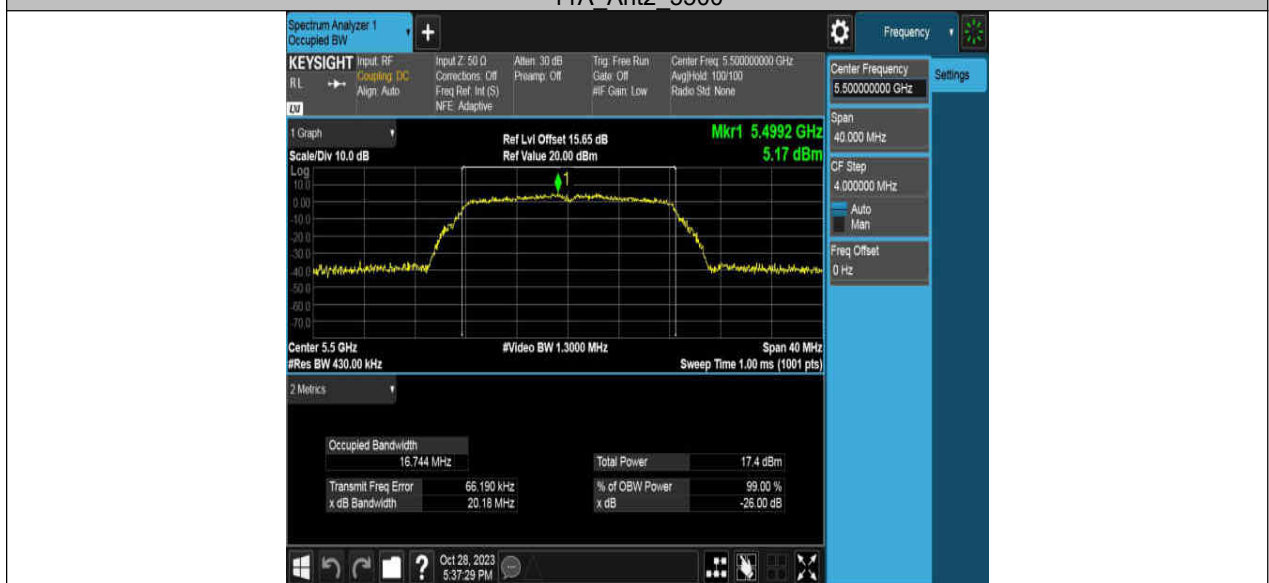 11A_Ant2_5500
Spectrum Analyzer 1
Occupied BW
Frequency
KEYSIGHT
RL
LXI
Input: RF
Coupling: DC
Align: Auto
Input Z: 50 Ω
Corrections: Off
Freq Ref: Int (S)
NFE: Adaptive
Atten: 30 dB
Preamp: Off
Trig: Free Run
Gate: Off
#IF Gain: Low
Center Freq: 5.500000000 GHz
Avg|Hold: 100/100
Radio Std: None
Center Frequency
5.500000000 GHz
Settings
Span
40.000 MHz
CF Step
4.000000 MHz
Auto
Man
Freq Offset
0 Hz
1 Graph
Scale/Div 10.0 dB
Ref Lvl Offset 15.65 dB
Ref Value 20.00 dBm
Mkr1 5.4992 GHz
5.17 dBm
Log
10.0
0.00
-10.0
-20.0
-30.0
-40.0
-50.0
-60.0
-70.0
1
Center 5.5 GHz
#Video BW 1.3000 MHz
Span 40 MHz
#Res BW 430.00 kHz
Sweep Time 1.00 ms (1001 pts)
2 Metrics
Occupied Bandwidth
16.744 MHz
Total Power 17.4 dBm
Transmit Freq Error 66.190 kHz
% of OBW Power 99.00 %
x dB Bandwidth 20.18 MHz
x dB -26.00 dB
Oct 28, 2023
5:37:29 PM